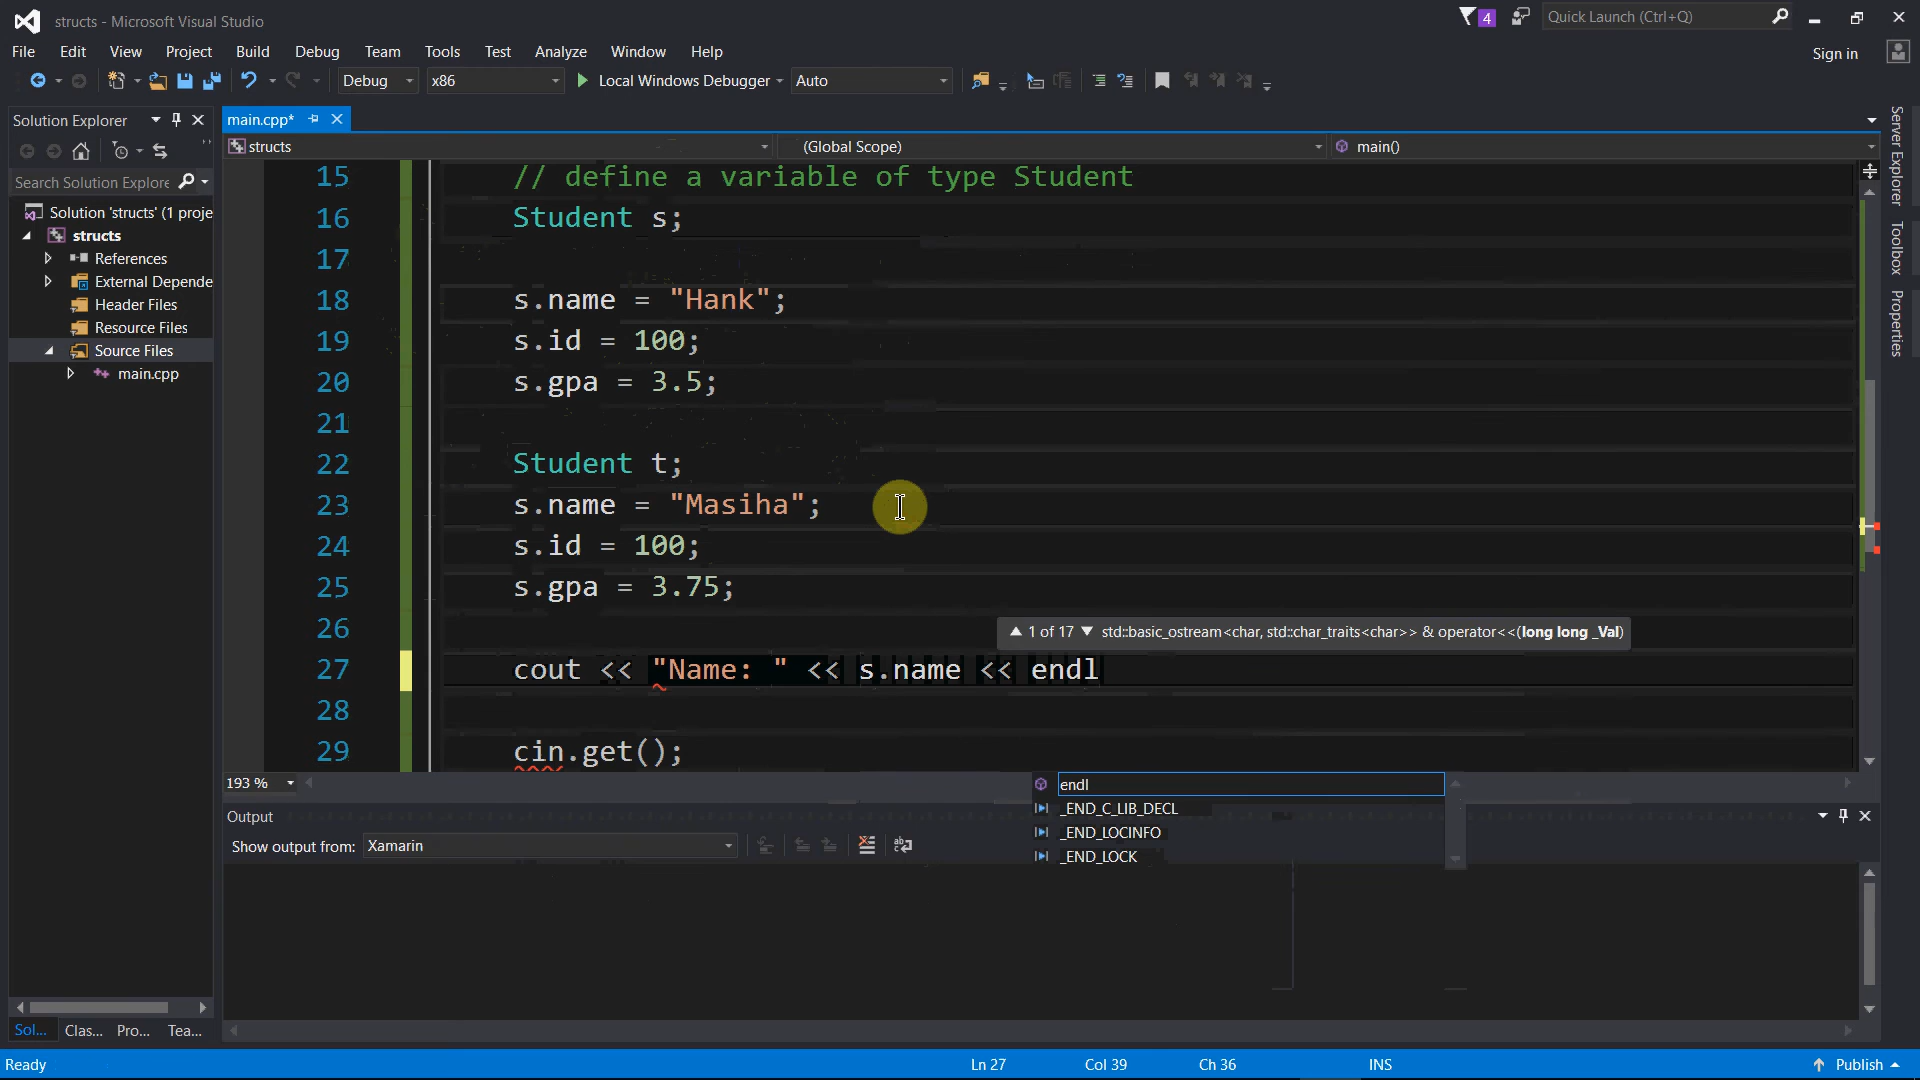 structs - Microsoft Visual Studio
4
Quick Launch (Ctrl+Q)
File Edit View Project Build Debug Team Tools Test Analyze Window Help
Sign in
Debug x86 Local Windows Debugger Auto
Solution Explorer
main.cpp*
structs (Global Scope) main()
Search Solution Explore
Solution 'structs' (1 proje
structs
References
External Depende
Header Files
Resource Files
Source Files
main.cpp
15 // define a variable of type Student
16 Student s;
17
18 s.name = "Hank";
19 s.id = 100;
20 s.gpa = 3.5;
21
22 Student t;
23 s.name = "Masiha";
24 s.id = 100;
25 s.gpa = 3.75;
26
1 of 17 std::basic_ostream<char, std::char_traits<char>> & operator<<(long long _Val)
27 cout << "Name: " << s.name << endl
28
29 cin.get();
193 %
endl
_END_C_LIB_DECL
_END_LOCINFO
_END_LOCK
Output
Show output from: Xamarin
Server Explorer
Toolbox
Properties
Sol... Clas... Pro... Tea...
Ready Ln 27 Col 39 Ch 36 INS Publish